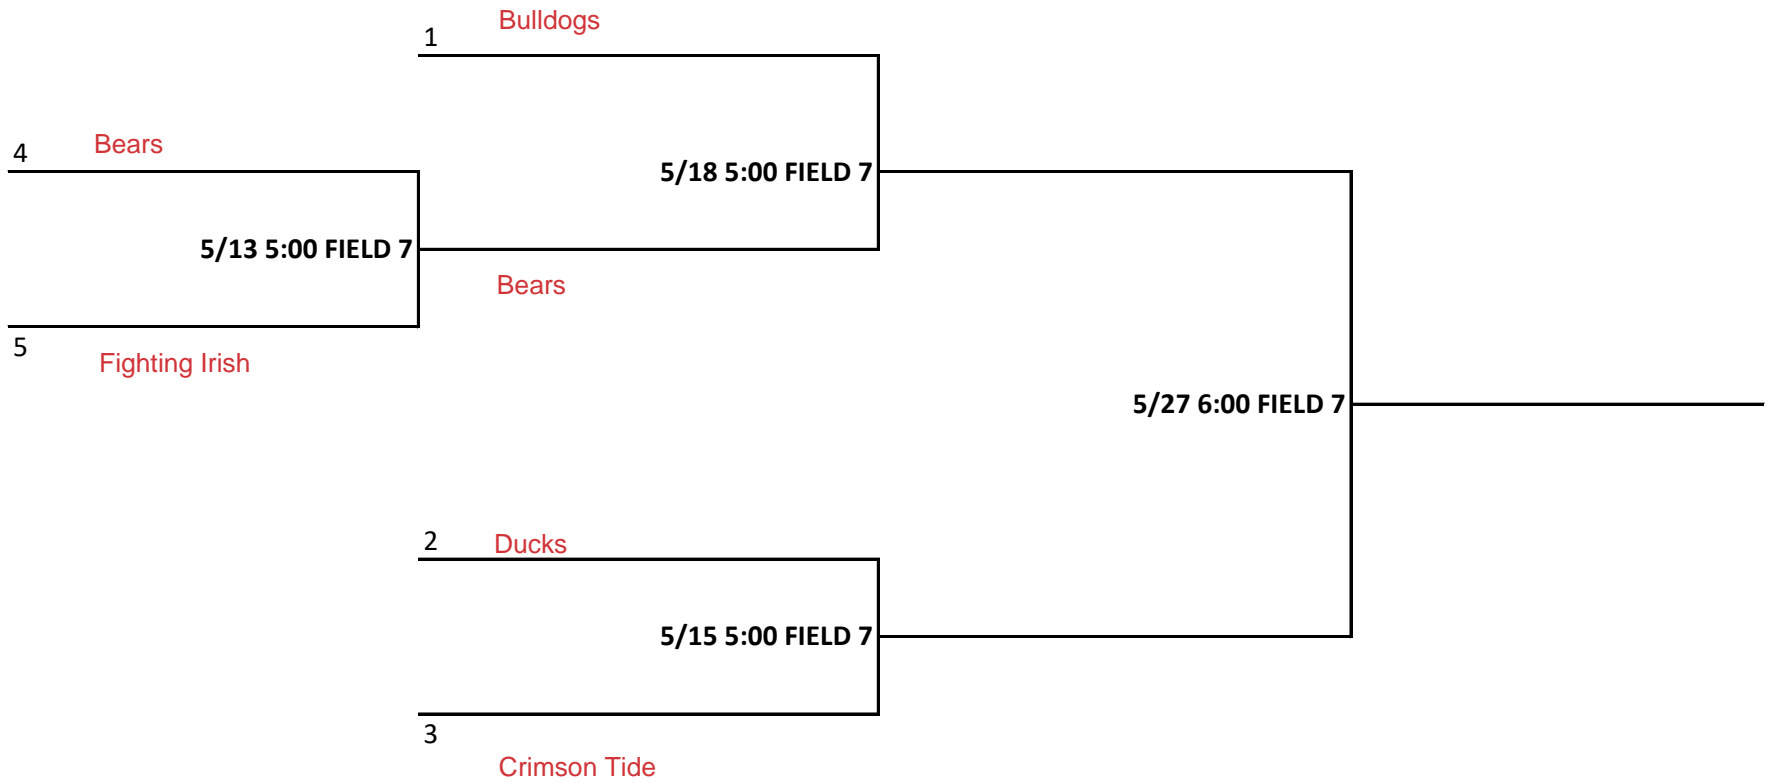 Bulldogs
1
Bears
4
5/18 5:00 FIELD 7
5/13 5:00 FIELD 7
Bears
5
Fighting Irish
5/27 6:00 FIELD 7
2
Ducks
5/15 5:00 FIELD 7
3
Crimson Tide